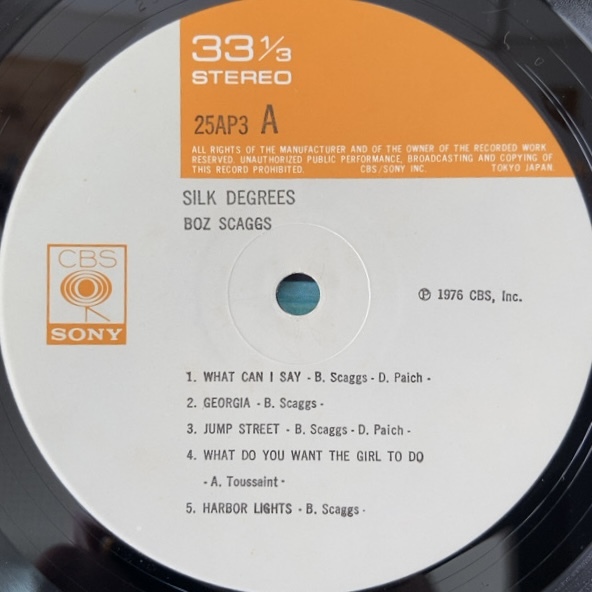 33 1/3
STEREO
25AP3 A
ALL RIGHTS OF THE MANUFACTURER AND OF THE OWNER OF THE RECORDED WORK
RESERVED. UNAUTHORIZED PUBLIC PERFORMANCE, BROADCASTING AND COPYING OF
THIS RECORD PROHIBITED. CBS/SONY INC. TOKYO JAPAN.
SILK DEGREES
BOZ SCAGGS
CBS
SONY
℗ 1976 CBS, Inc.
1. WHAT CAN I SAY - B. Scaggs - D. Paich -
2. GEORGIA - B. Scaggs -
3. JUMP STREET - B. Scaggs - D. Paich -
4. WHAT DO YOU WANT THE GIRL TO DO
- A. Toussaint -
5. HARBOR LIGHTS - B. Scaggs -